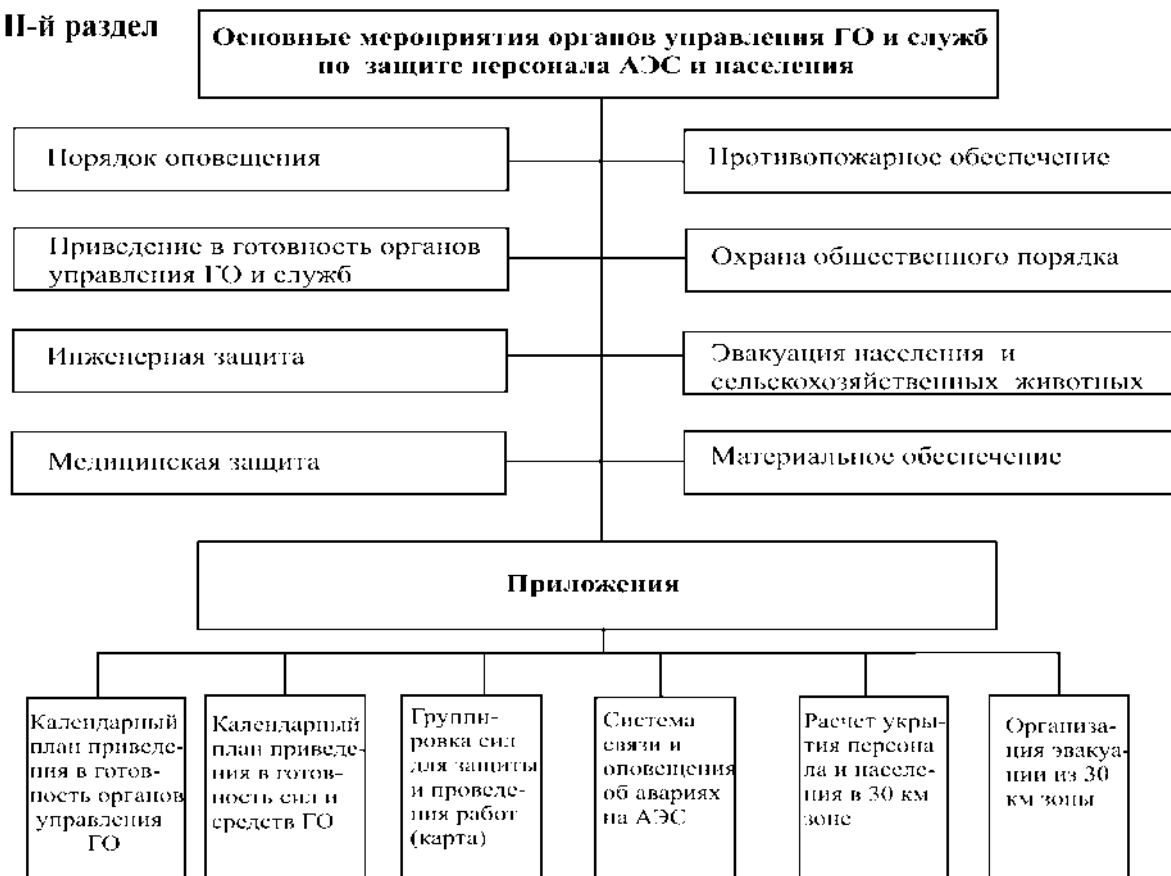 II-й раздел
Основные мероприятия органов управления ГО и служб
по защите персонала АЭС и населения
Порядок оповещения
Противопожарное обеспечение
Приведение в готовность органов
управления ГО и служб
Охрана общественного порядка
Инженерная защита
Эвакуация населения и
сельскохозяйственных животных
Медицинская защита
Материальное обеспечение
Приложения
Календарный
план приведе-
ния в готов-
ность органов
управления
ГО
Календарный
план приведе-
ния в готов-
ность сил и
средств ГО
Группи-
ровка сил
для защиты
и проведе-
ния работ
(карта)
Система
связи и
оповещения
об авариях
на АЭС
Расчет укры-
тия персона
ла и населе-
ния в 30 км
зоне
Организа-
ция эвакуа-
ции из 30
км зоны